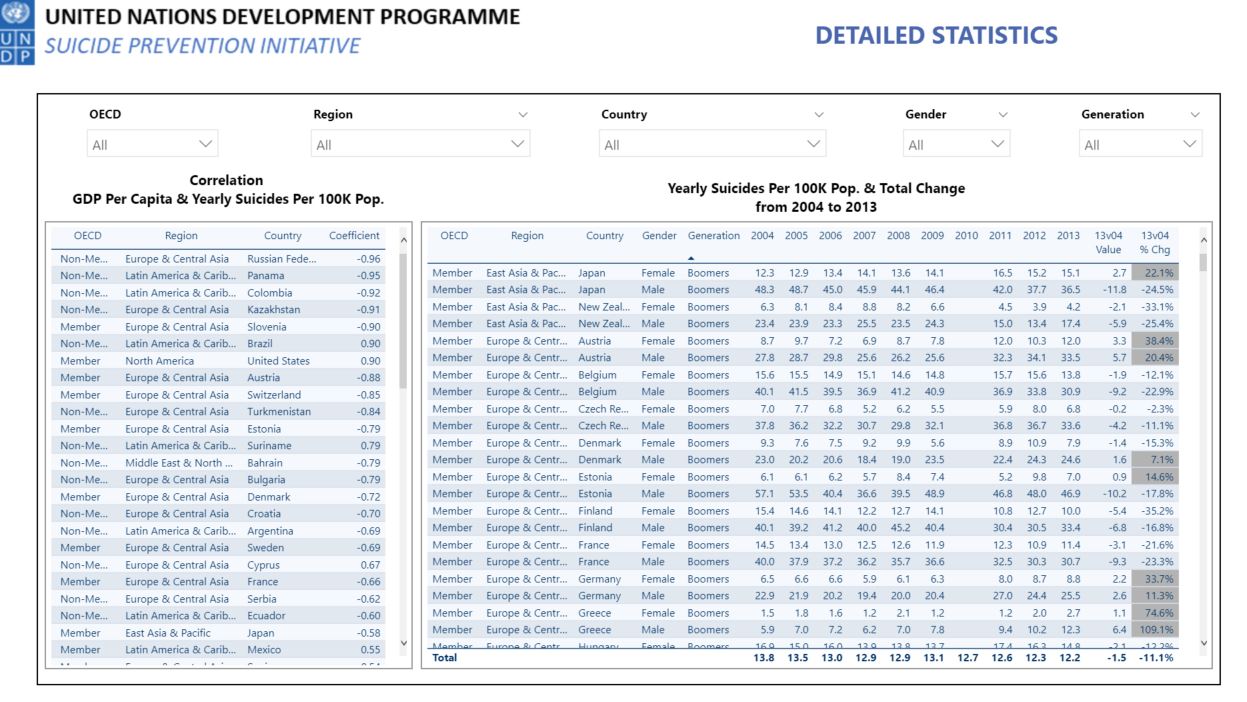 UNITED NATIONS DEVELOPMENT PROGRAMME
SUICIDE PREVENTION INITIATIVE
UN
DP
DETAILED STATISTICS
OECD Region Country Gender Generation
All All All All All
Correlation
GDP Per Capita & Yearly Suicides Per 100K Pop.
OECD Region Country Coefficient
Non-Me... Europe & Central Asia Russian Fede... -0.96
Non-Me... Latin America & Carib... Panama -0.95
Non-Me... Latin America & Carib... Colombia -0.92
Non-Me... Europe & Central Asia Kazakhstan -0.91
Member Europe & Central Asia Slovenia -0.90
Non-Me... Latin America & Carib... Brazil 0.90
Member North America United States 0.90
Member Europe & Central Asia Austria -0.88
Member Europe & Central Asia Switzerland -0.85
Non-Me... Europe & Central Asia Turkmenistan -0.84
Member Europe & Central Asia Estonia -0.79
Non-Me... Latin America & Carib... Suriname 0.79
Non-Me... Middle East & North ... Bahrain -0.79
Non-Me... Europe & Central Asia Bulgaria -0.79
Member Europe & Central Asia Denmark -0.72
Non-Me... Europe & Central Asia Croatia -0.70
Non-Me... Latin America & Carib... Argentina -0.69
Member Europe & Central Asia Sweden -0.69
Non-Me... Europe & Central Asia Cyprus 0.67
Member Europe & Central Asia France -0.66
Non-Me... Europe & Central Asia Serbia -0.62
Non-Me... Latin America & Carib... Ecuador -0.60
Member East Asia & Pacific Japan -0.58
Member Latin America & Carib... Mexico 0.55
Yearly Suicides Per 100K Pop. & Total Change
from 2004 to 2013
OECD Region Country Gender Generation 2004 2005 2006 2007 2008 2009 2010 2011 2012 2013 13v04 Value 13v04 % Chg
Member East Asia & Pac... Japan Female Boomers 12.3 12.9 13.4 14.1 13.6 14.1 16.5 15.2 15.1 2.7 22.1%
Member East Asia & Pac... Japan Male Boomers 48.3 48.7 45.0 45.9 44.1 46.4 42.0 37.7 36.5 -11.8 -24.5%
Member East Asia & Pac... New Zeal... Female Boomers 6.3 8.1 8.4 8.8 8.2 6.6 4.5 3.9 4.2 -2.1 -33.1%
Member East Asia & Pac... New Zeal... Male Boomers 23.4 23.9 23.3 25.5 23.5 24.3 15.0 13.4 17.4 -5.9 -25.4%
Member Europe & Centr... Austria Female Boomers 8.7 9.7 7.2 6.9 8.7 7.8 12.0 10.3 12.0 3.3 38.4%
Member Europe & Centr... Austria Male Boomers 27.8 28.7 29.8 25.6 26.2 25.6 32.3 34.1 33.5 5.7 20.4%
Member Europe & Centr... Belgium Female Boomers 15.6 15.5 14.9 15.1 14.6 14.8 15.7 15.6 13.8 -1.9 -12.1%
Member Europe & Centr... Belgium Male Boomers 40.1 41.5 39.5 36.9 41.2 40.9 36.9 33.8 30.9 -9.2 -22.9%
Member Europe & Centr... Czech Re... Female Boomers 7.0 7.7 6.8 5.2 6.2 5.5 5.9 8.0 6.8 -0.2 -2.3%
Member Europe & Centr... Czech Re... Male Boomers 37.8 36.2 32.2 30.7 29.8 32.1 36.8 36.7 33.6 -4.2 -11.1%
Member Europe & Centr... Denmark Female Boomers 9.3 7.6 7.5 9.2 9.9 5.6 8.9 10.9 7.9 -1.4 -15.3%
Member Europe & Centr... Denmark Male Boomers 23.0 20.2 20.6 18.4 19.0 23.5 22.4 24.3 24.6 1.6 7.1%
Member Europe & Centr... Estonia Female Boomers 6.1 6.1 6.2 5.7 8.4 7.4 5.2 9.8 7.0 0.9 14.6%
Member Europe & Centr... Estonia Male Boomers 57.1 53.5 40.4 36.6 39.5 48.9 46.8 48.0 46.9 -10.2 -17.8%
Member Europe & Centr... Finland Female Boomers 15.4 14.6 14.1 12.2 12.7 14.1 10.8 12.7 10.0 -5.4 -35.2%
Member Europe & Centr... Finland Male Boomers 40.1 39.2 41.2 40.0 45.2 40.4 30.4 30.5 33.4 -6.8 -16.8%
Member Europe & Centr... France Female Boomers 14.5 13.4 13.0 12.5 12.6 11.9 12.3 10.9 11.4 -3.1 -21.6%
Member Europe & Centr... France Male Boomers 40.0 37.9 37.2 36.2 35.7 36.6 32.5 30.3 30.7 -9.3 -23.3%
Member Europe & Centr... Germany Female Boomers 6.5 6.6 6.6 5.9 6.1 6.3 8.0 8.7 8.8 2.2 33.7%
Member Europe & Centr... Germany Male Boomers 22.9 21.9 20.2 19.4 20.0 20.4 27.0 24.4 25.5 2.6 11.3%
Member Europe & Centr... Greece Female Boomers 1.5 1.8 1.6 1.2 2.1 1.2 1.2 2.0 2.7 1.1 74.6%
Member Europe & Centr... Greece Male Boomers 5.9 7.0 7.2 6.2 7.0 7.8 9.4 10.2 12.3 6.4 109.1%
Member Europe & Centr... Hungary Female Boomers 16.9 15.0 16.0 13.9 13.8 13.7 17.4 16.3 14.8 -2.1 -12.2%
Total 13.8 13.5 13.0 12.9 12.9 13.1 12.7 12.6 12.3 12.2 -1.5 -11.1%